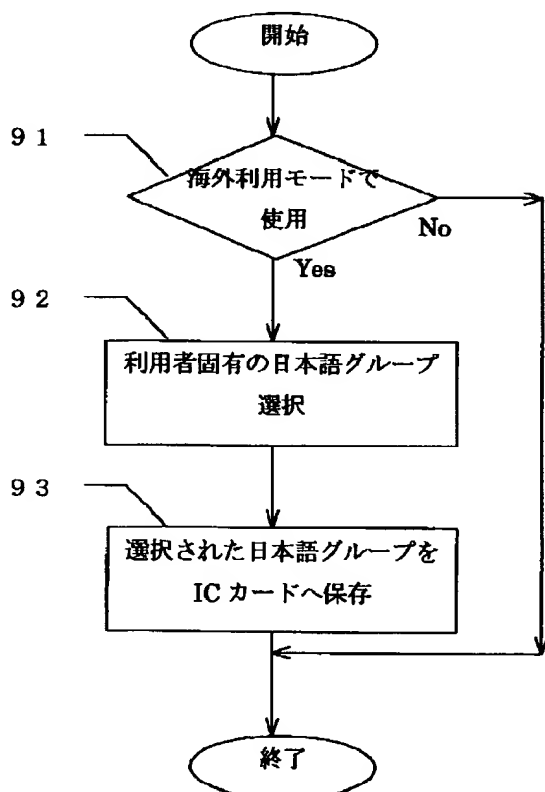 開始
91
海外利用モードで
使用
No
Yes
92
利用者固有の日本語グループ
選択
93
選択された日本語グループを
ICカードへ保存
終了